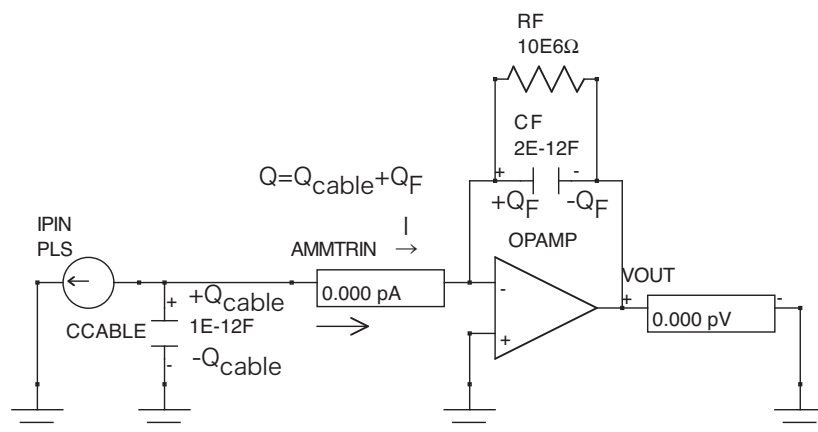 RF
10E6Ω
CF
2E-12F
+ -
+QF -QF
Q=Qcable+QF
I
→
IPIN
PLS
AMMTRIN
OPAMP
0.000 pA
-
+
VOUT
+ -
0.000 pV
+ +Qcable
CCABLE 1E-12F
- -Qcable